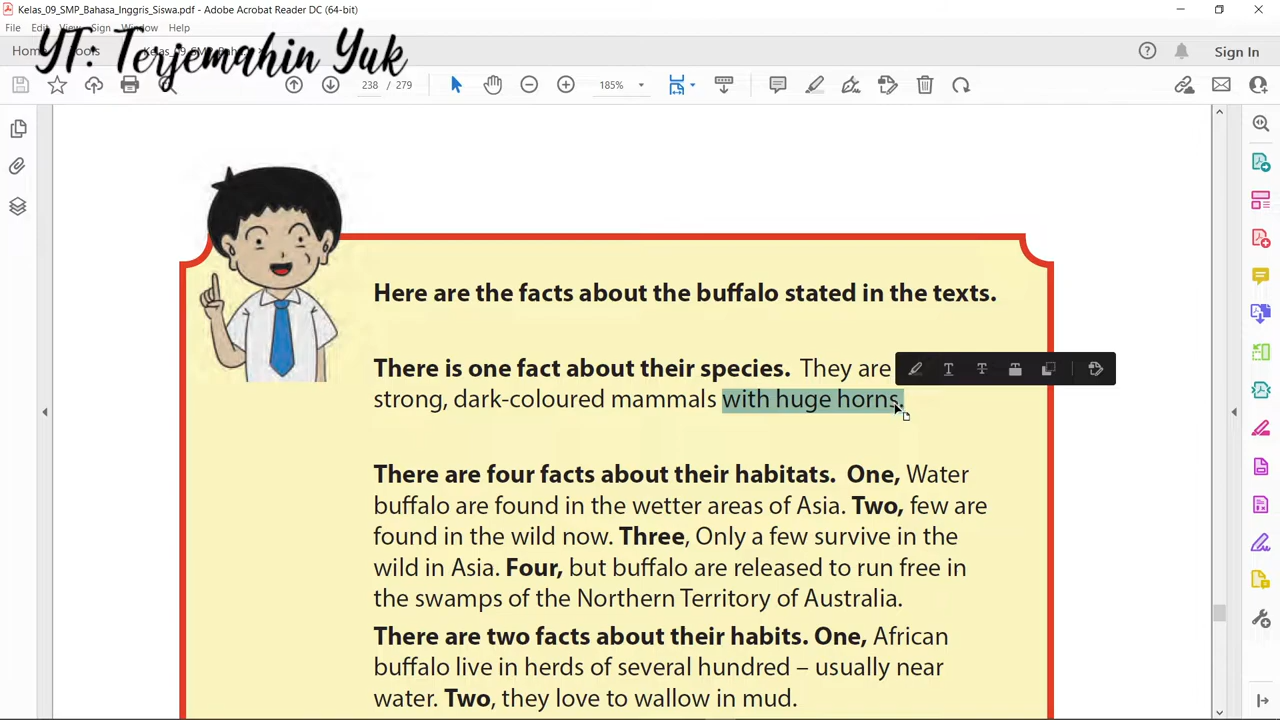 Kelas_09_SMP_Bahasa_Inggris_Siswa.pdf - Adobe Acrobat Reader DC (64-bit)
File Edit View Sign Window Help
YT: Terjemahin Yuk
Sign In
238 / 279
185%
Here are the facts about the buffalo stated in the texts.
There is one fact about their species. They are
strong, dark-coloured mammals with huge horns.
There are four facts about their habitats. One, Water
buffalo are found in the wetter areas of Asia. Two, few are
found in the wild now. Three, Only a few survive in the
wild in Asia. Four, but buffalo are released to run free in
the swamps of the Northern Territory of Australia.
There are two facts about their habits. One, African
buffalo live in herds of several hundred – usually near
water. Two, they love to wallow in mud.